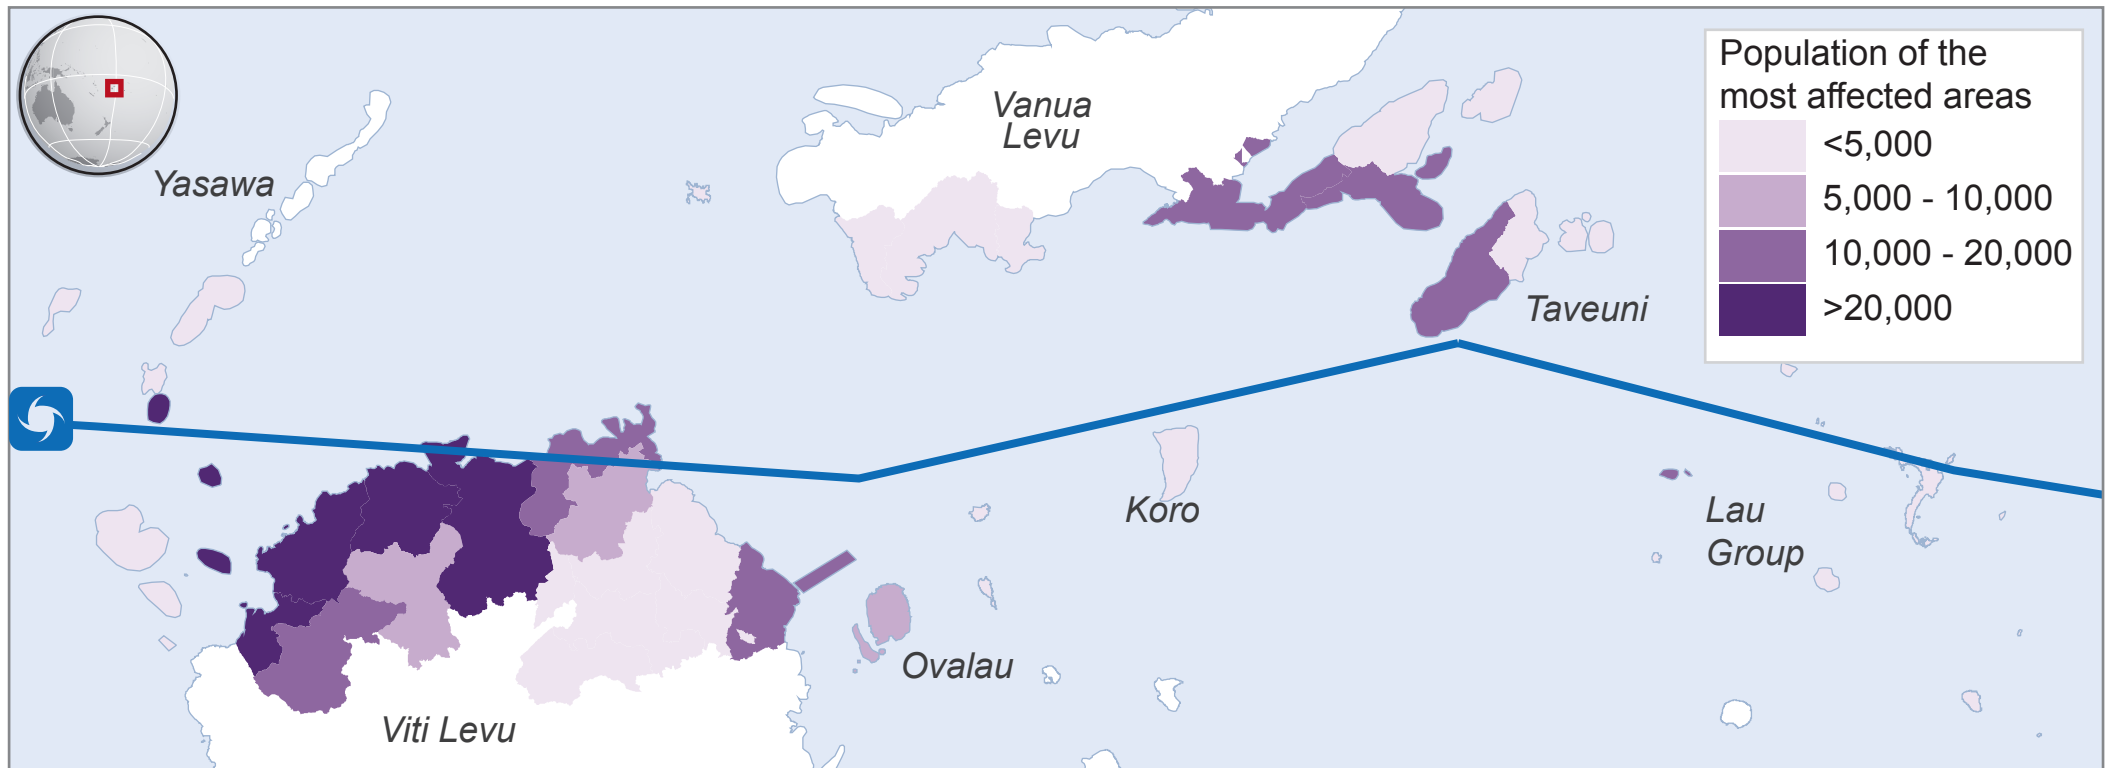 Population of the
most affected areas
<5,000
5,000 - 10,000
10,000 - 20,000
>20,000
Vanua
Levu
Yasawa
Taveuni
Koro
Lau
Group
Ovalau
Viti Levu